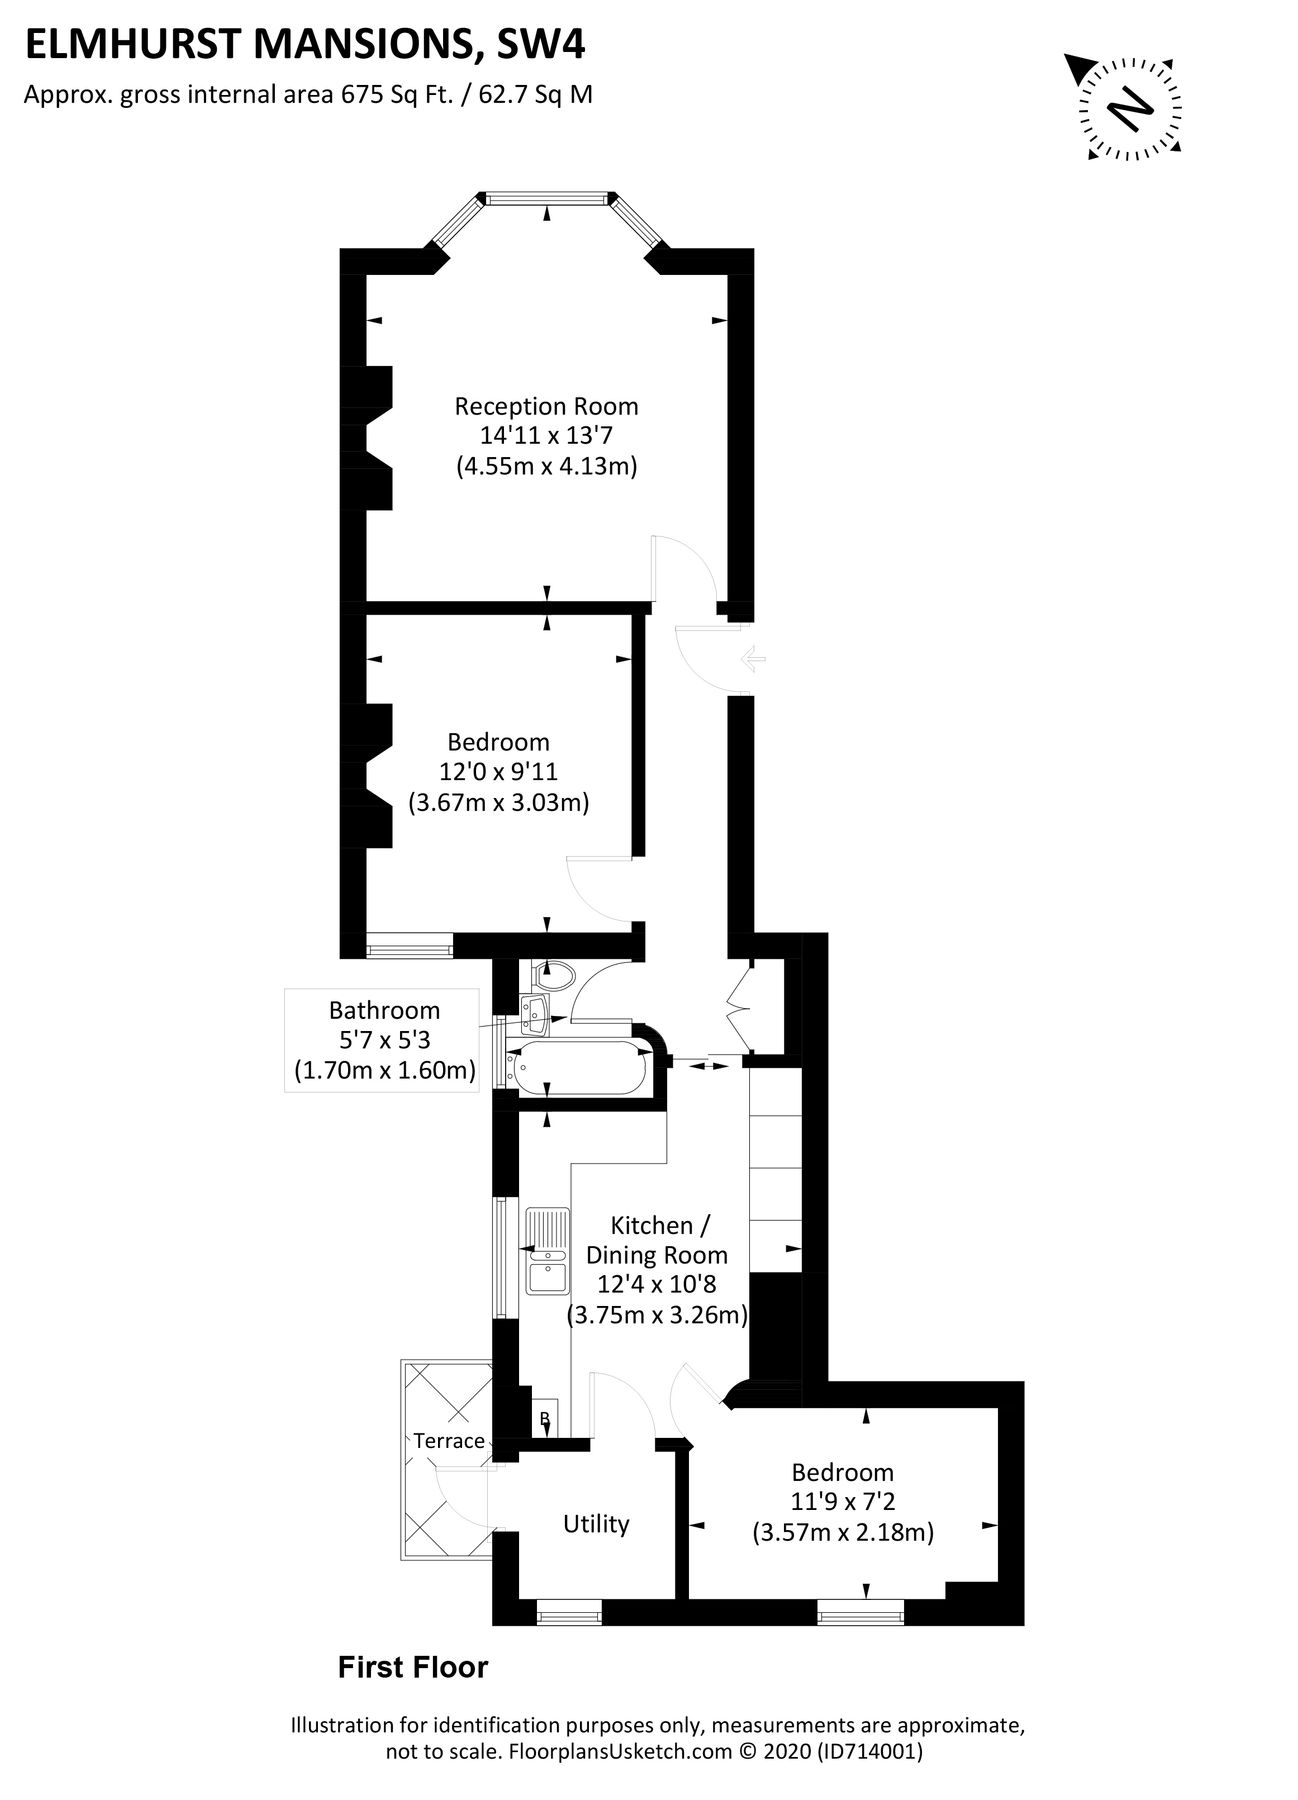 ELMHURST MANSIONS, SW4
Approx. gross internal area 675 Sq Ft. / 62.7 Sq M
N
Reception Room
14'11 x 13'7
(4.55m x 4.13m)
Bedroom
12'0 x 9'11
(3.67m x 3.03m)
Bathroom
5'7 x 5'3
(1.70m x 1.60m)
Kitchen /
Dining Room
12'4 x 10'8
(3.75m x 3.26m)
B
Terrace
Utility
Bedroom
11'9 x 7'2
(3.57m x 2.18m)
First Floor
Illustration for identification purposes only, measurements are approximate,
not to scale. FloorplansUsketch.com © 2020 (ID714001)